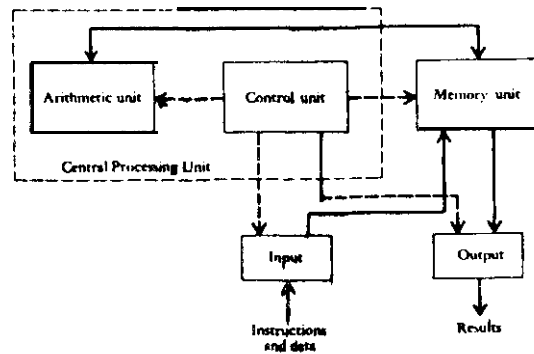 Arithmetic unit
Control unit
Memory unit
Central Processing Unit
Input
Output
Instructions
and data
Results